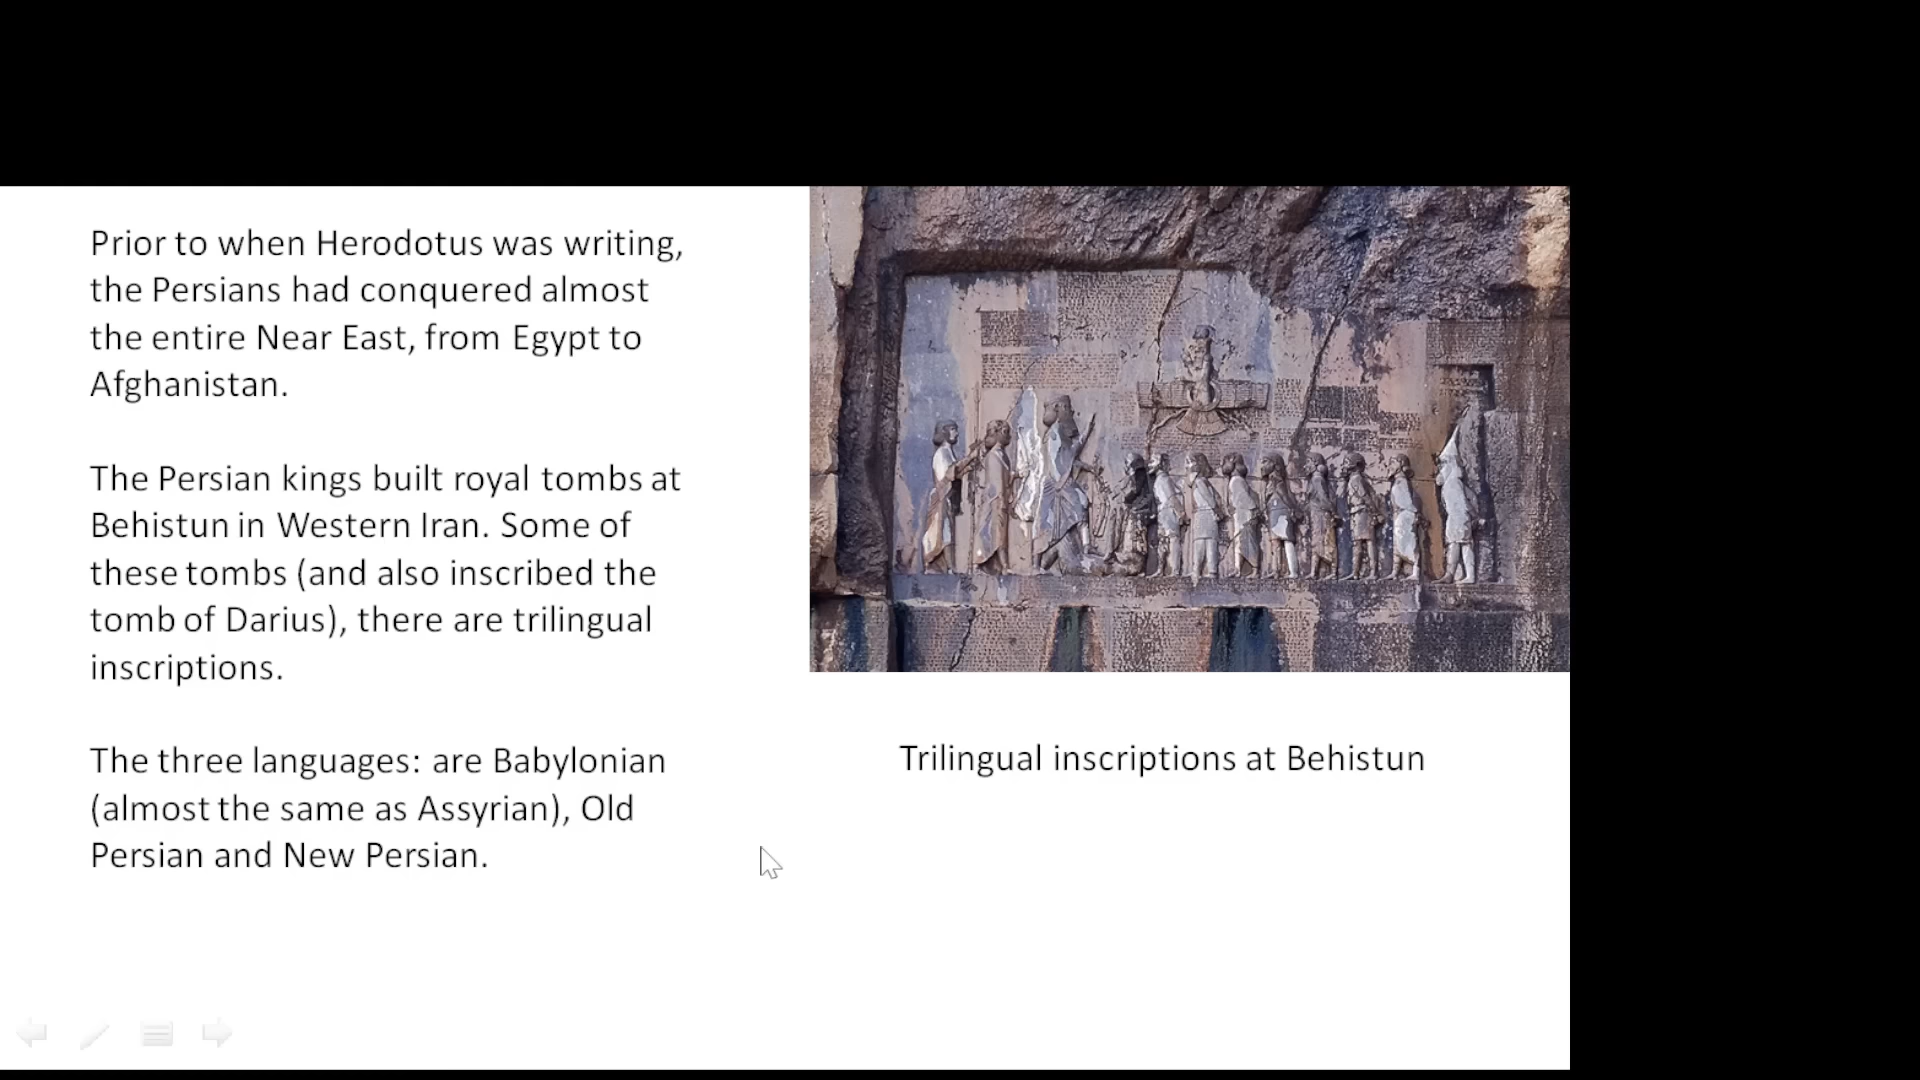 Prior to when Herodotus was writing,
the Persians had conquered almost
the entire Near East, from Egypt to
Afghanistan.
The Persian kings built royal tombs at
Behistun in Western Iran. Some of
these tombs (and also inscribed the
tomb of Darius), there are trilingual
inscriptions.
The three languages: are Babylonian
(almost the same as Assyrian), Old
Persian and New Persian.
Trilingual inscriptions at Behistun